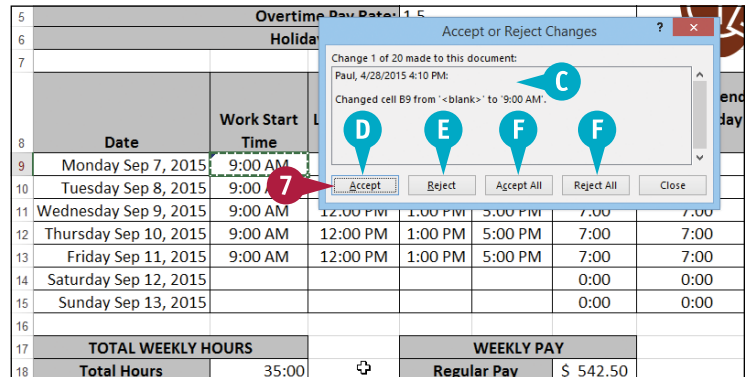 5 Overtime Pay Rate: 1.5
6 Holid
7
Accept or Reject Changes ? ×
Change 1 of 20 made to this document:
Paul, 4/28/2015 4:10 PM:
Changed cell B9 from '<blank>' to '9:00 AM'.
C
D E F F
7
Accept Reject Accept All Reject All Close
8 Date Work Start Time L end day
9 Monday Sep 7, 2015 9:00 AM
10 Tuesday Sep 8, 2015 9:00
11 Wednesday Sep 9, 2015 9:00 AM 12:00 PM 1:00 PM 5:00 PM 7:00 7:00
12 Thursday Sep 10, 2015 9:00 AM 12:00 PM 1:00 PM 5:00 PM 7:00 7:00
13 Friday Sep 11, 2015 9:00 AM 12:00 PM 1:00 PM 5:00 PM 7:00 7:00
14 Saturday Sep 12, 2015 0:00 0:00
15 Sunday Sep 13, 2015 0:00 0:00
16
17 TOTAL WEEKLY HOURS WEEKLY PAY
18 Total Hours 35:00 Regular Pay $ 542.50